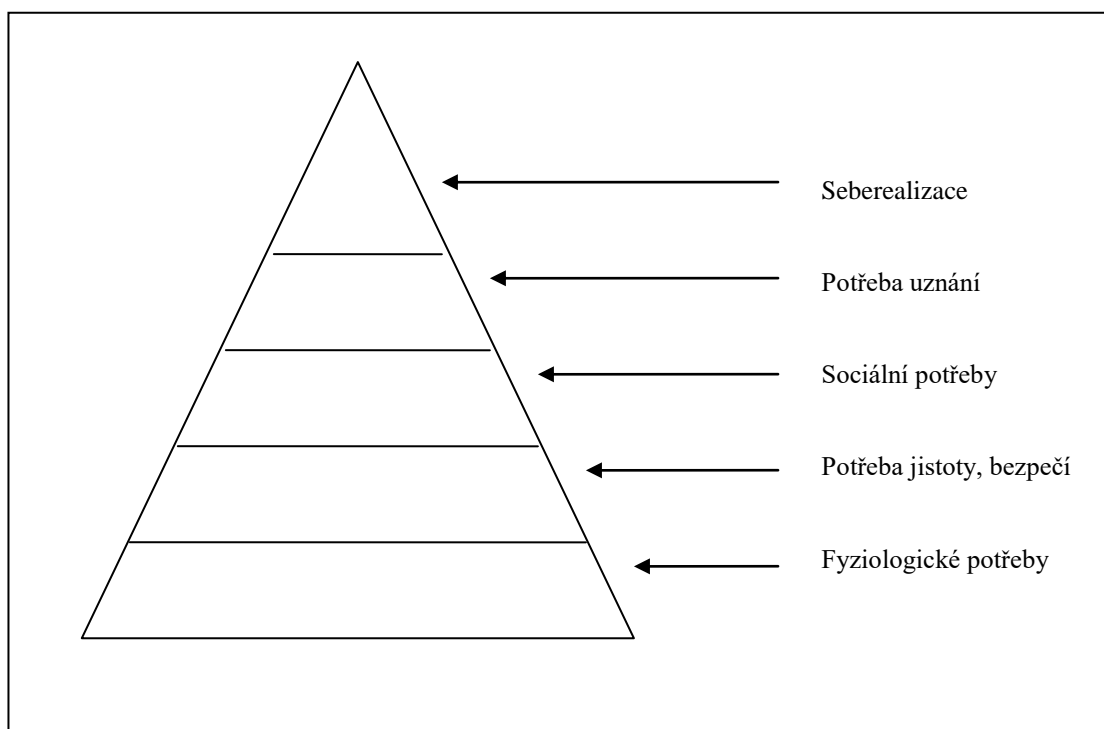 Seberealizace
Potřeba uznání
Sociální potřeby
Potřeba jistoty, bezpečí
Fyziologické potřeby